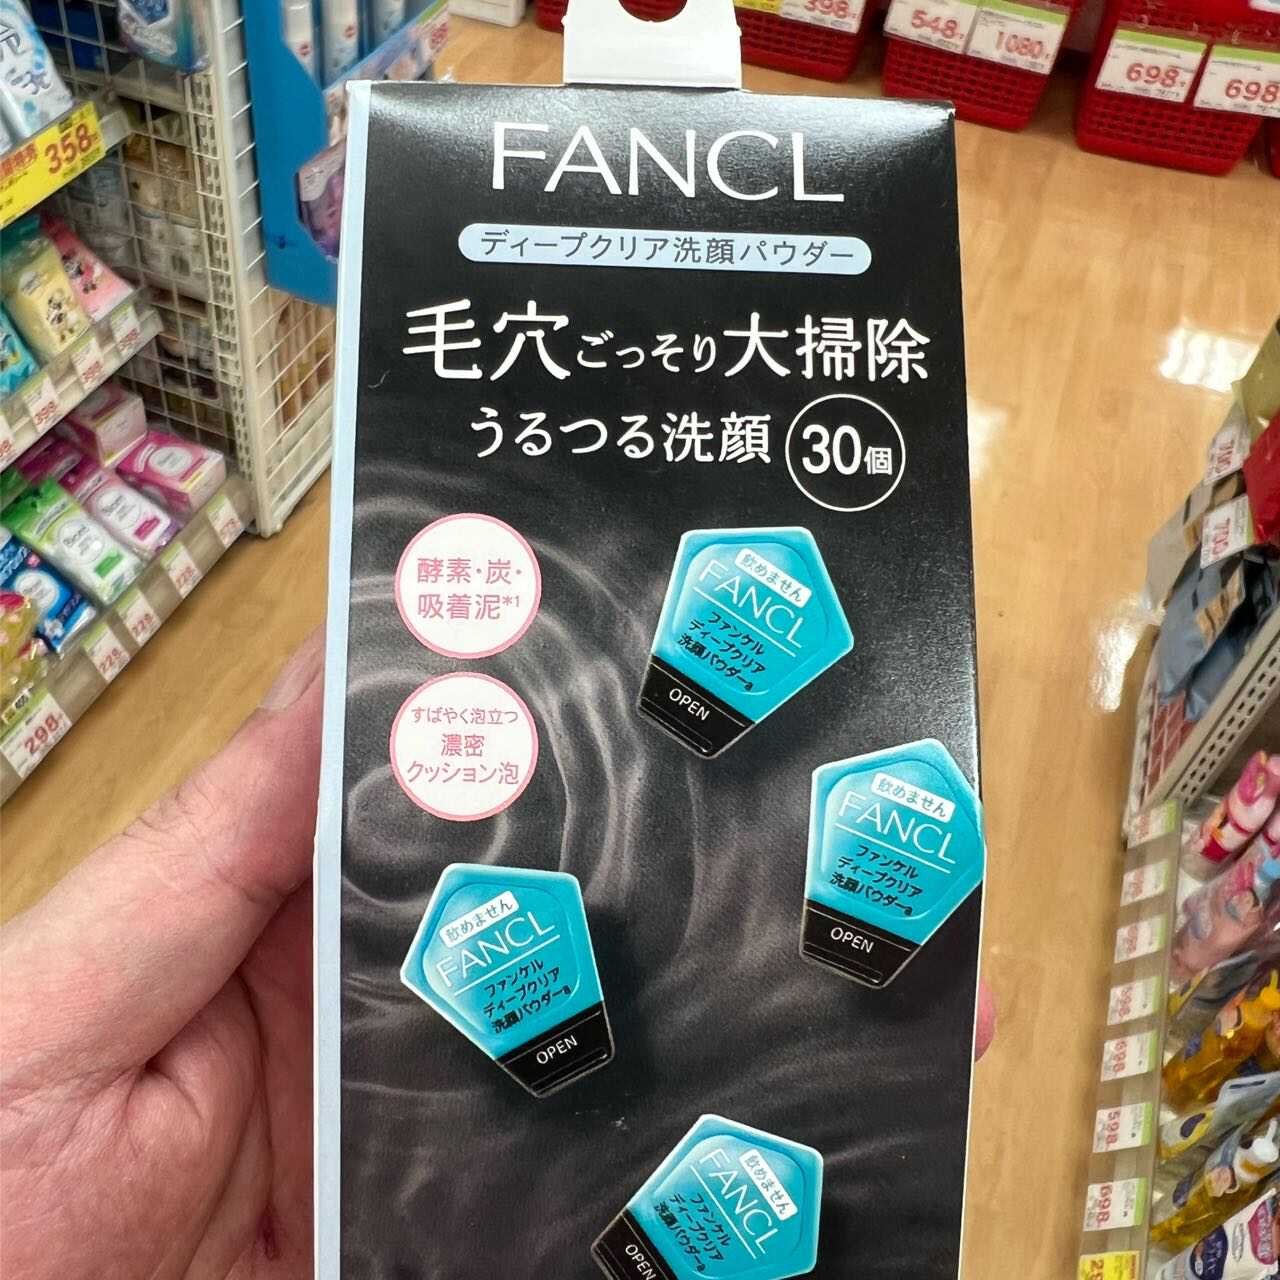 398
548
1080
698
698
358
FANCL
ディープクリア洗顔パウダー
毛穴ごっそり大掃除
うるつる洗顔 30個
酵素・炭・
吸着泥*1
すばやく泡立つ
濃密
クッション泡
飲めません
FANCL
ファンケル
ディープクリア
洗顔パウダーa
OPEN
飲めません
FANCL
ファンケル
ディープクリア
洗顔パウダーa
OPEN
飲めません
FANCL
ファンケル
ディープクリア
洗顔パウダーa
OPEN
飲めません
FANCL
ファンケル
ディープクリア
洗顔パウダーa
OPEN
398
228
228
228
298
598
698